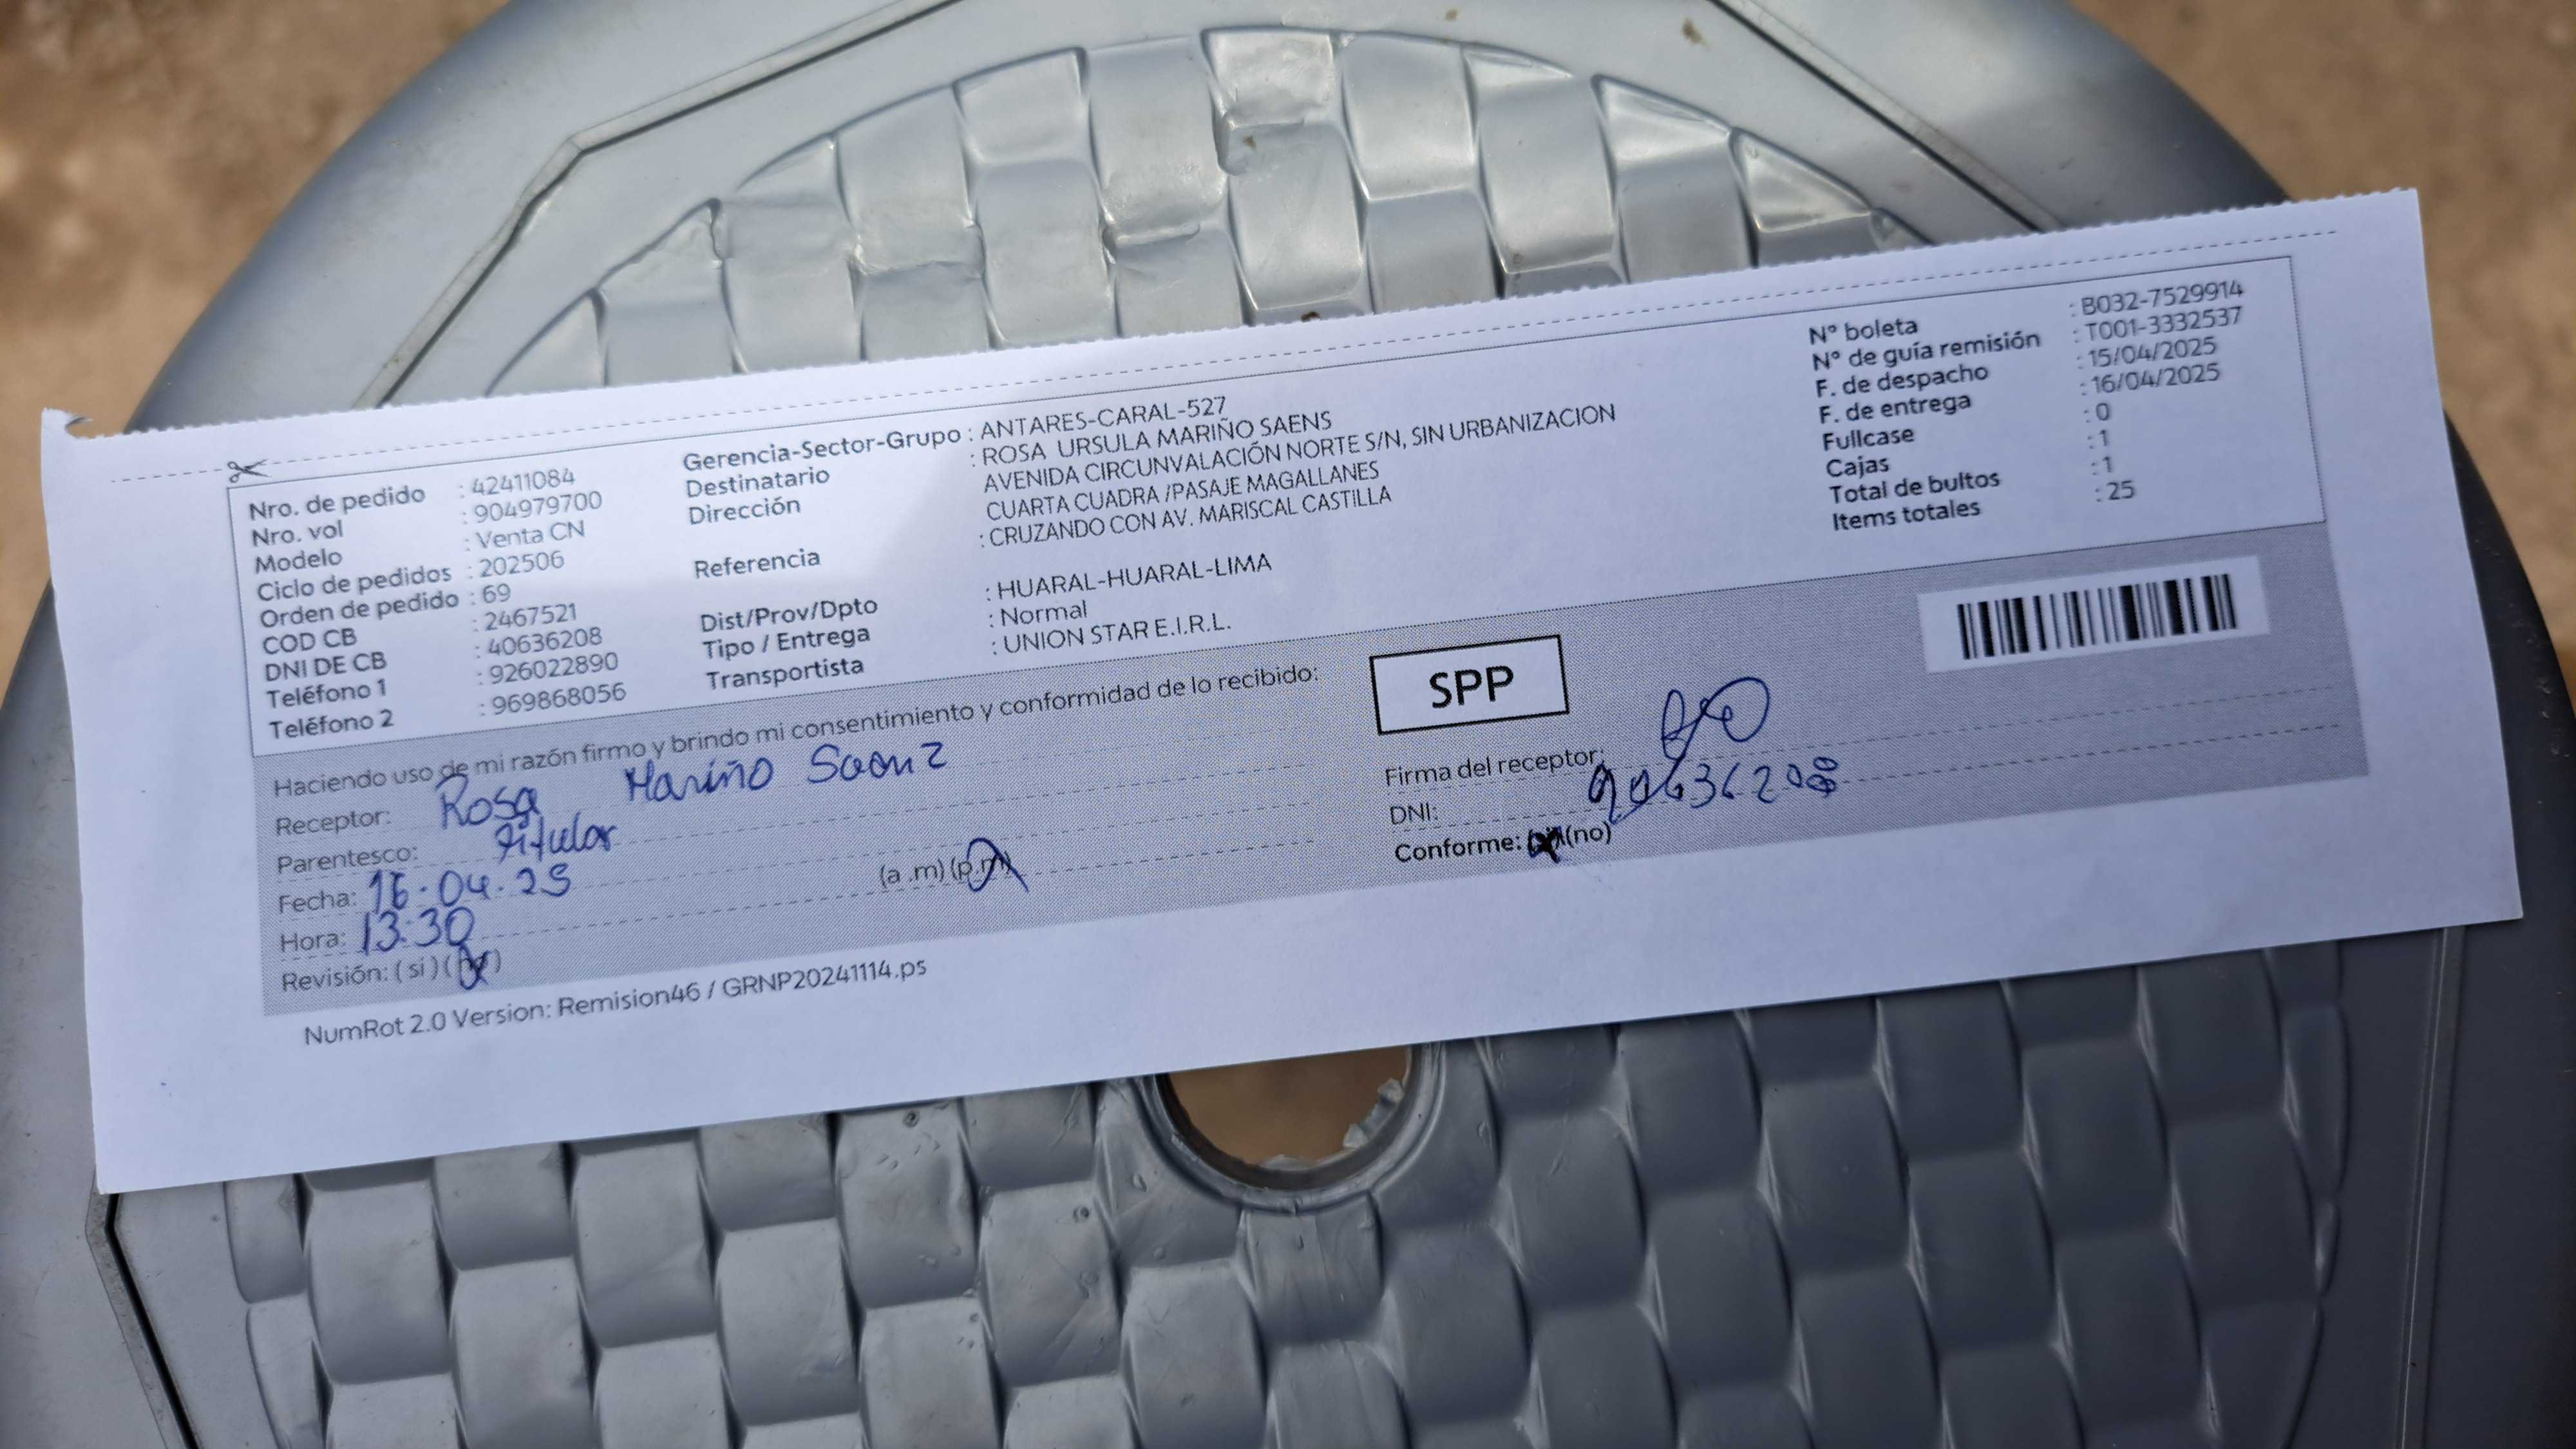 Nro. de pedido : 42411084
Nro. vol : 904979700
Modelo : Venta CN
Ciclo de pedidos : 202506
Orden de pedido : 69
COD CB : 2467521
DNI DE CB : 40636208
Teléfono 1 : 926022890
Teléfono 2 : 969868056
Gerencia-Sector-Grupo : ANTARES-CARAL-527
Destinatario : ROSA URSULA MARIÑO SAENS
Dirección AVENIDA CIRCUNVALACIÓN NORTE S/N, SIN URBANIZACION
CUARTA CUADRA /PASAJE MAGALLANES
Referencia : CRUZANDO CON AV. MARISCAL CASTILLA
Dist/Prov/Dpto : HUARAL-HUARAL-LIMA
Tipo / Entrega : Normal
Transportista : UNION STAR E.I.R.L.
N° boleta : B032-7529914
N° de guía remisión : T001-3332537
F. de despacho : 15/04/2025
F. de entrega : 16/04/2025
Fullcase : 0
Cajas : 1
Total de bultos : 1
Items totales : 25
Haciendo uso de mi razón firmo y brindo mi consentimiento y conformidad de lo recibido:
SPP
Receptor: Rosa Mariño Saenz
Parentesco: Titular
Fecha: 16.04.25
Hora: 13:30 (a .m) (p.m)
Revisión: ( si ) (no)
Firma del receptor:
DNI: 40636208
Conforme: (si) (no)
NumRot 2.0 Version: Remision46 / GRNP20241114.ps